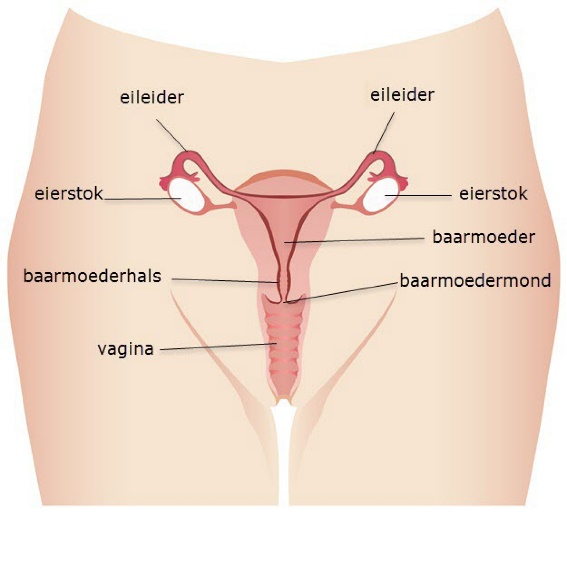 eileider
eileider
eierstok
eierstok
baarmoeder
baarmoederhals
baarmoedermond
vagina